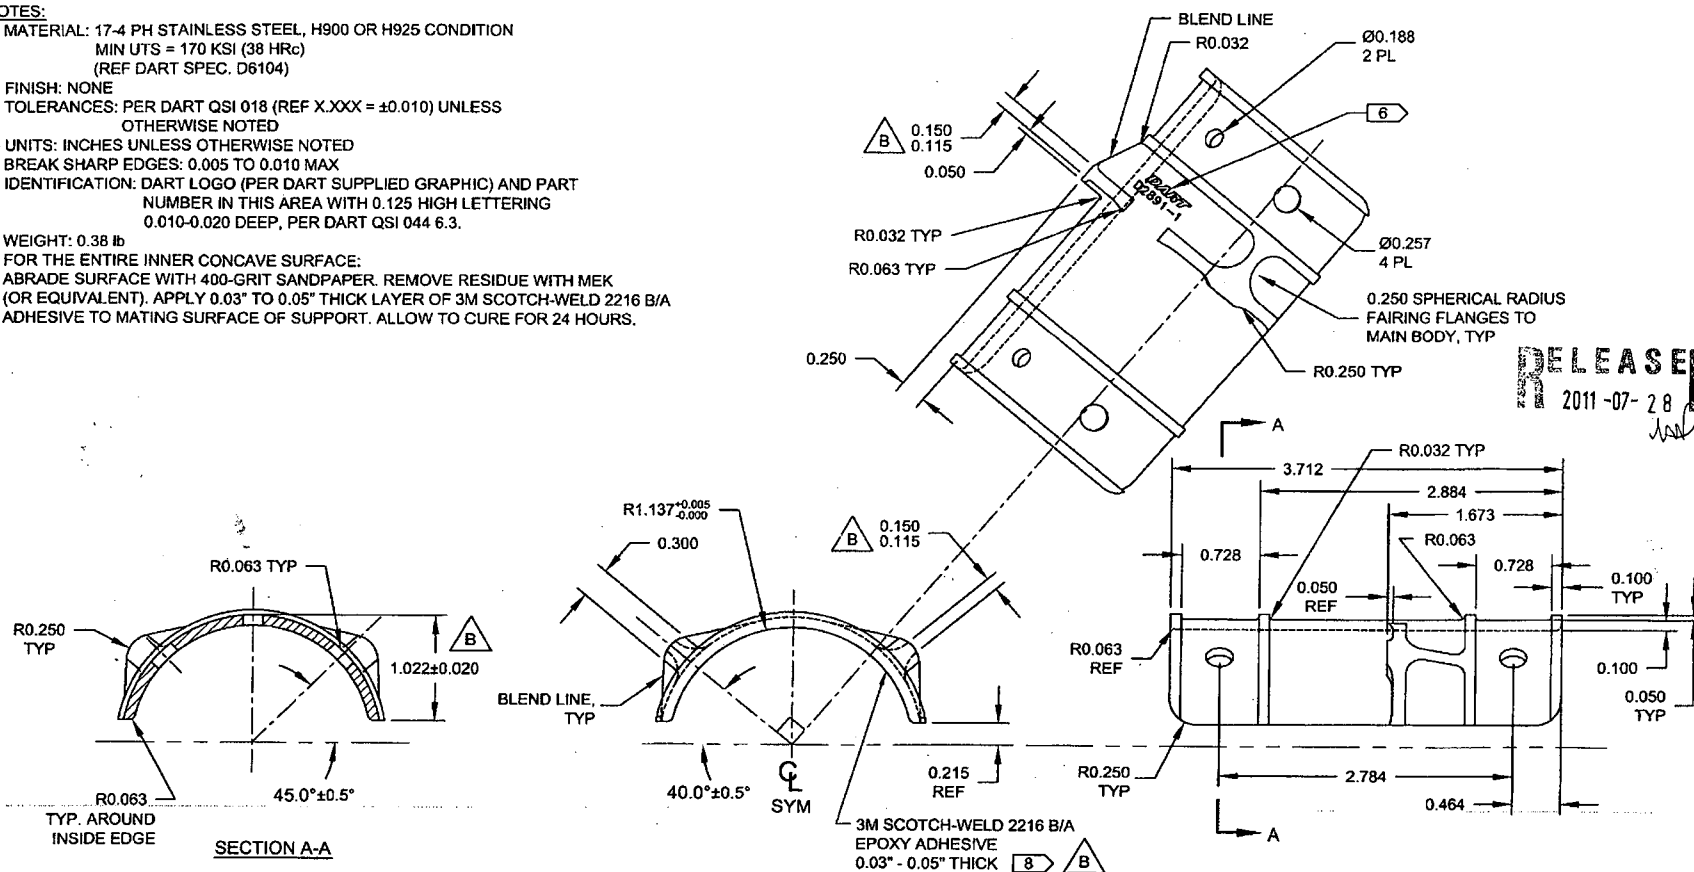 OTES:
MATERIAL: 17-4 PH STAINLESS STEEL, H900 OR H925 CONDITION
MIN UTS = 170 KSI (38 HRc)
(REF DART SPEC. D6104)
FINISH: NONE
TOLERANCES: PER DART QSI 018 (REF X.XXX = ±0.010) UNLESS
OTHERWISE NOTED
UNITS: INCHES UNLESS OTHERWISE NOTED
BREAK SHARP EDGES: 0.005 TO 0.010 MAX
IDENTIFICATION: DART LOGO (PER DART SUPPLIED GRAPHIC) AND PART
NUMBER IN THIS AREA WITH 0.125 HIGH LETTERING
0.010-0.020 DEEP, PER DART QSI 044 6.3.
WEIGHT: 0.38 lb
FOR THE ENTIRE INNER CONCAVE SURFACE:
ABRADE SURFACE WITH 400-GRIT SANDPAPER. REMOVE RESIDUE WITH MEK
(OR EQUIVALENT). APPLY 0.03" TO 0.05" THICK LAYER OF 3M SCOTCH-WELD 2216 B/A
ADHESIVE TO MATING SURFACE OF SUPPORT. ALLOW TO CURE FOR 24 HOURS.
BLEND LINE
R0.032
Ø0.188
2 PL
6
B
0.150
0.115
0.050
DART
D2891-1
R0.032 TYP
R0.063 TYP
Ø0.257
4 PL
0.250 SPHERICAL RADIUS
FAIRING FLANGES TO
MAIN BODY, TYP
R0.250 TYP
0.250
RELEASE
2011-07-28
A
R0.032 TYP
3.712
2.884
1.673
R0.063
0.728
0.728
0.050
REF
0.100
TYP
R0.063
REF
0.100
0.050
TYP
R0.250
TYP
2.784
0.464
A
R1.137 +0.005
-0.000
0.300
B
0.150
0.115
BLEND LINE,
TYP
40.0°±0.5°
CL
SYM
0.215
REF
3M SCOTCH-WELD 2216 B/A
EPOXY ADHESIVE
0.03" - 0.05" THICK
8
B
R0.063 TYP
R0.250
TYP
B
1.022±0.020
R0.063
TYP. AROUND
INSIDE EDGE
45.0°±0.5°
SECTION A-A